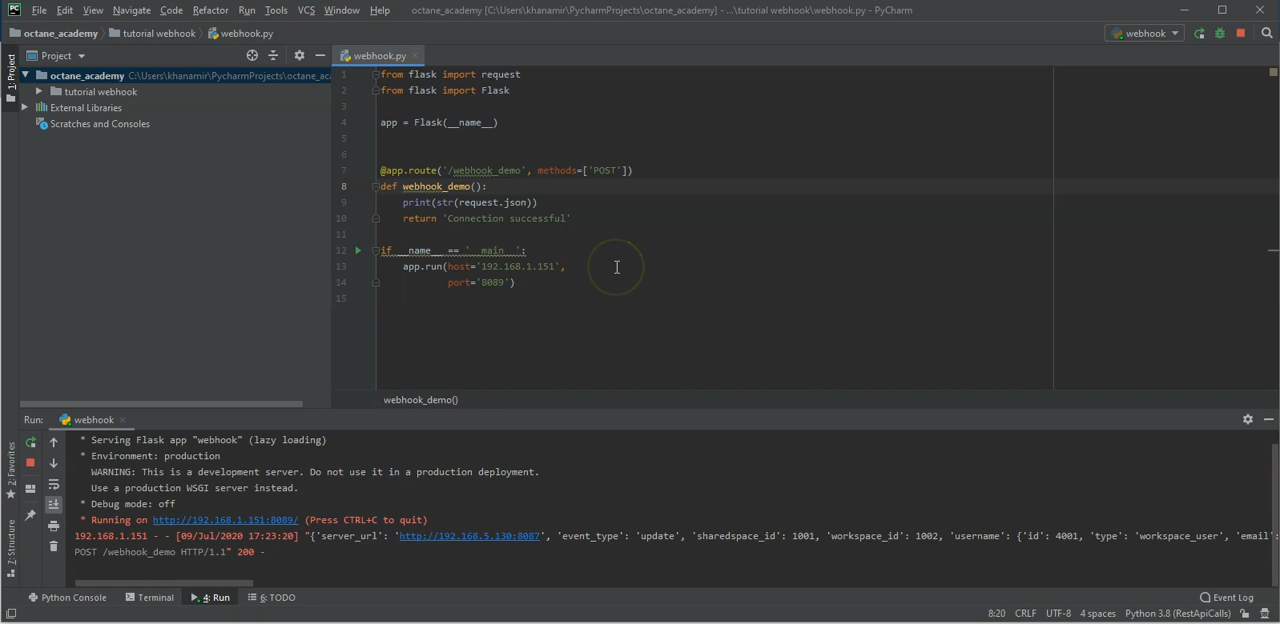 PC File Edit View Navigate Code Refactor Run Tools VCS Window Help octane_academy [C:\Users\khanamir\PycharmProjects\octane_academy] - ...\tutorial webhook\webhook.py - PyCharm
octane_academy tutorial webhook webhook.py webhook
1: Project
Project
webhook.py
octane_academy C:\Users\khanamir\PycharmProjects\octane_aca
tutorial webhook
External Libraries
Scratches and Consoles
1 from flask import request
2 from flask import Flask
3
4 app = Flask(__name__)
5
6
7 @app.route('/webhook_demo', methods=['POST'])
8 def webhook_demo():
9 print(str(request.json))
10 return 'Connection successful'
11
12 if __name__ == '__main__':
13 app.run(host='192.168.1.151',
14 port='8089')
15
webhook_demo()
Run: webhook
2: Favorites
7: Structure
* Serving Flask app "webhook" (lazy loading)
* Environment: production
WARNING: This is a development server. Do not use it in a production deployment.
Use a production WSGI server instead.
* Debug mode: off
* Running on http://192.168.1.151:8089/ (Press CTRL+C to quit)
192.168.1.151 - - [09/Jul/2020 17:23:20] "{'server_url': 'http://192.168.5.130:8087', 'event_type': 'update', 'sharedspace_id': 1001, 'workspace_id': 1002, 'username': {'id': 4001, 'type': 'workspace_user', 'email':
POST /webhook_demo HTTP/1.1" 200 -
Python Console Terminal 4: Run 6: TODO Event Log
8:20 CRLF UTF-8 4 spaces Python 3.8 (RestApiCalls)